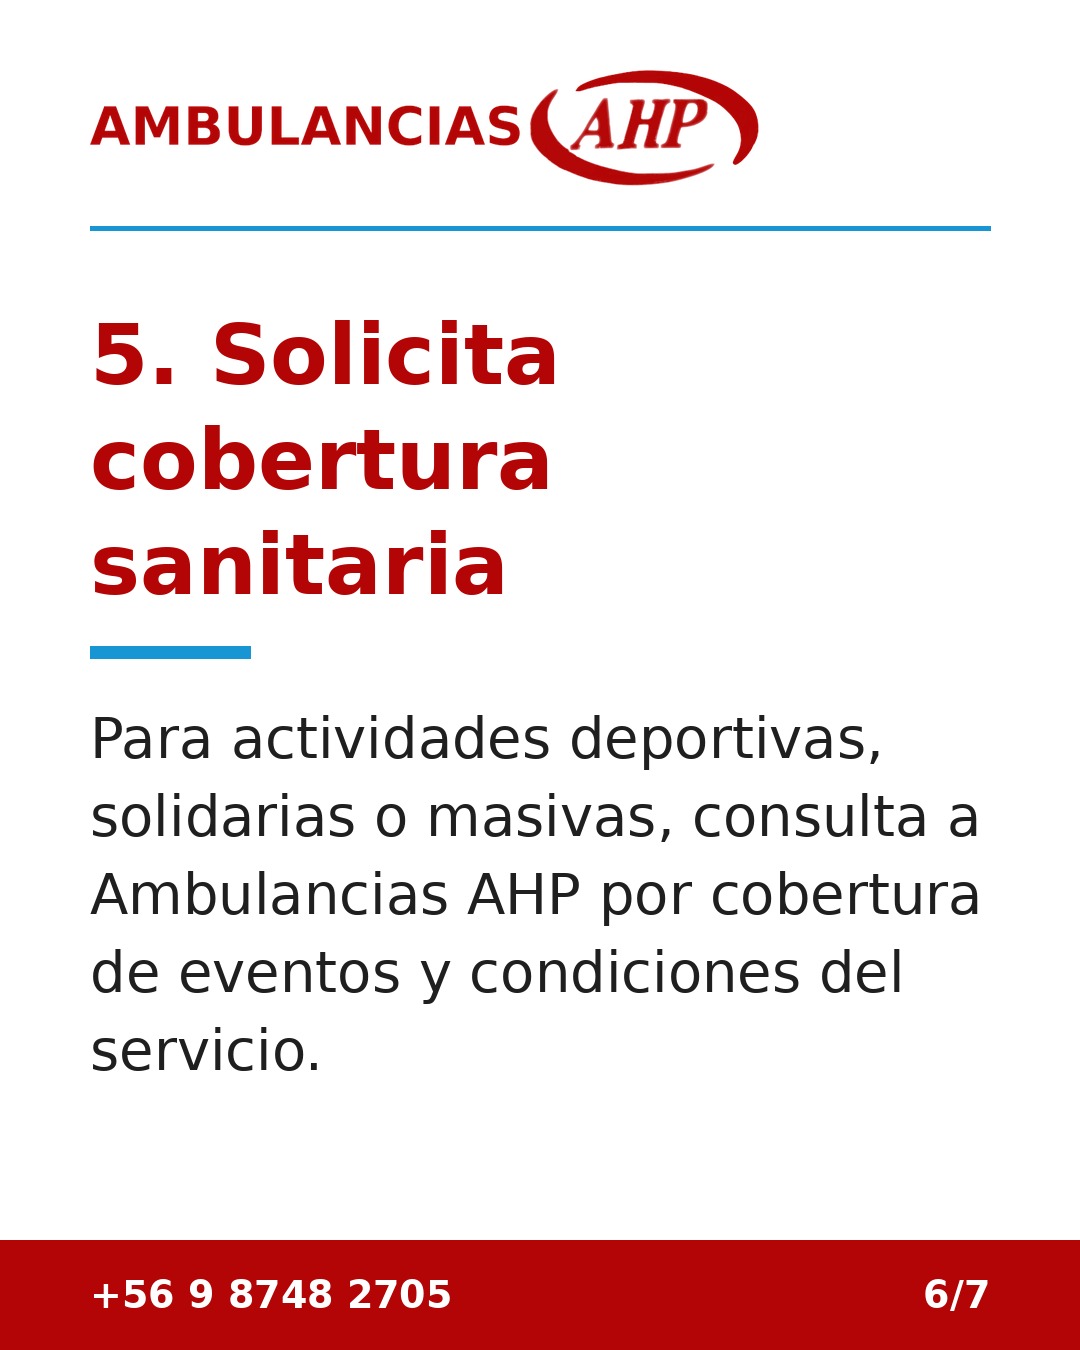 AMBULANCIAS AHP
5. Solicita
cobertura
sanitaria
Para actividades deportivas,
solidarias o masivas, consulta a
Ambulancias AHP por cobertura
de eventos y condiciones del
servicio.
+56 9 8748 2705
6/7